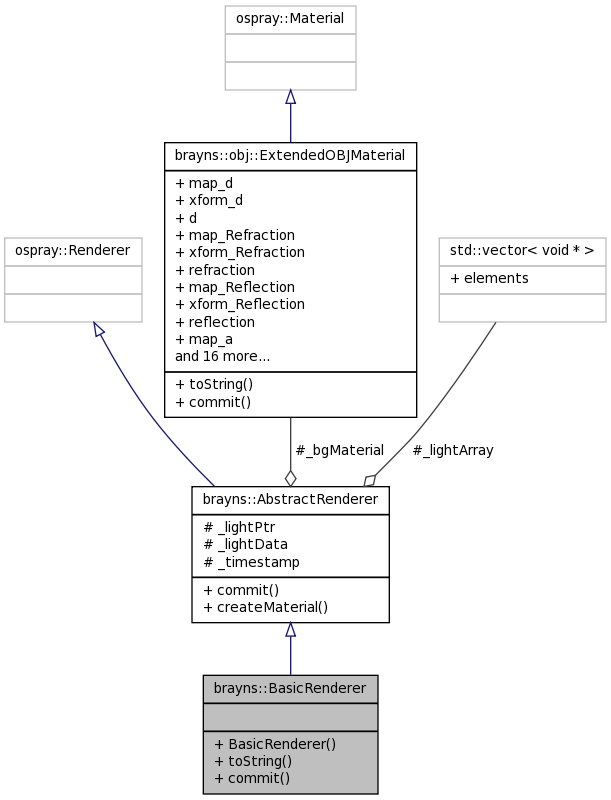 ospray::Material
brayns::obj::ExtendedOBJMaterial
+ map_d
+ xform_d
+ d
+ map_Refraction
+ xform_Refraction
+ refraction
+ map_Reflection
+ xform_Reflection
+ reflection
+ map_a
and 16 more...
+ toString()
+ commit()
ospray::Renderer
std::vector< void * >
+ elements
#_bgMaterial
#_lightArray
brayns::AbstractRenderer
# _lightPtr
# _lightData
# _timestamp
+ commit()
+ createMaterial()
brayns::BasicRenderer
+ BasicRenderer()
+ toString()
+ commit()